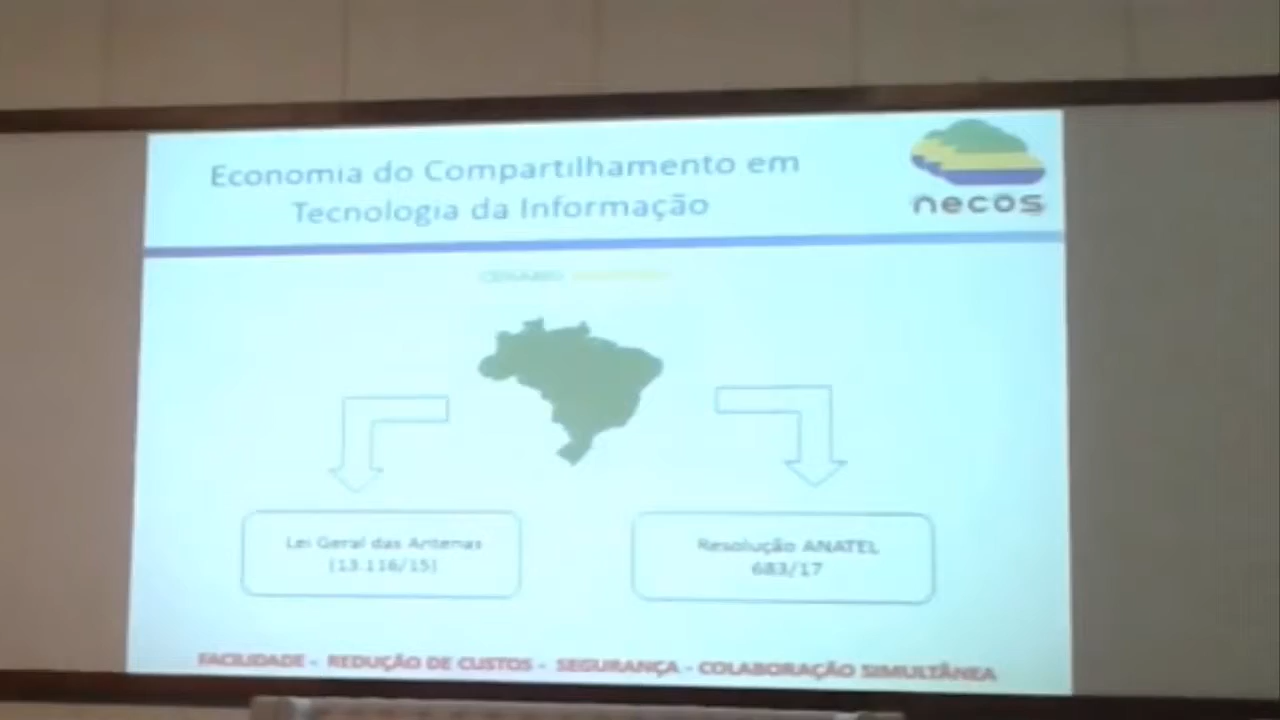 Economia do Compartilhamento em
Tecnologia da Informação
necos
Lei Geral das Antenas
(13.116/15)
Resolução ANATEL
683/17
FACILIDADE - REDUÇÃO DE CUSTOS - SEGURANÇA - COLABORAÇÃO SIMULTÂNEA